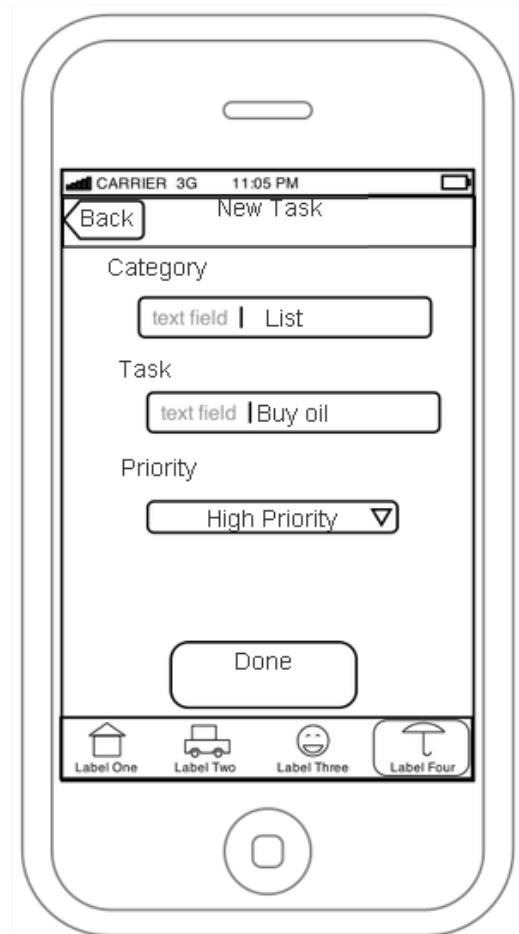 CARRIER 3G 11:05 PM
Back New Task
Category
text field List
Task
text field Buy oil
Priority
High Priority
Done
Label One Label Two Label Three Label Four